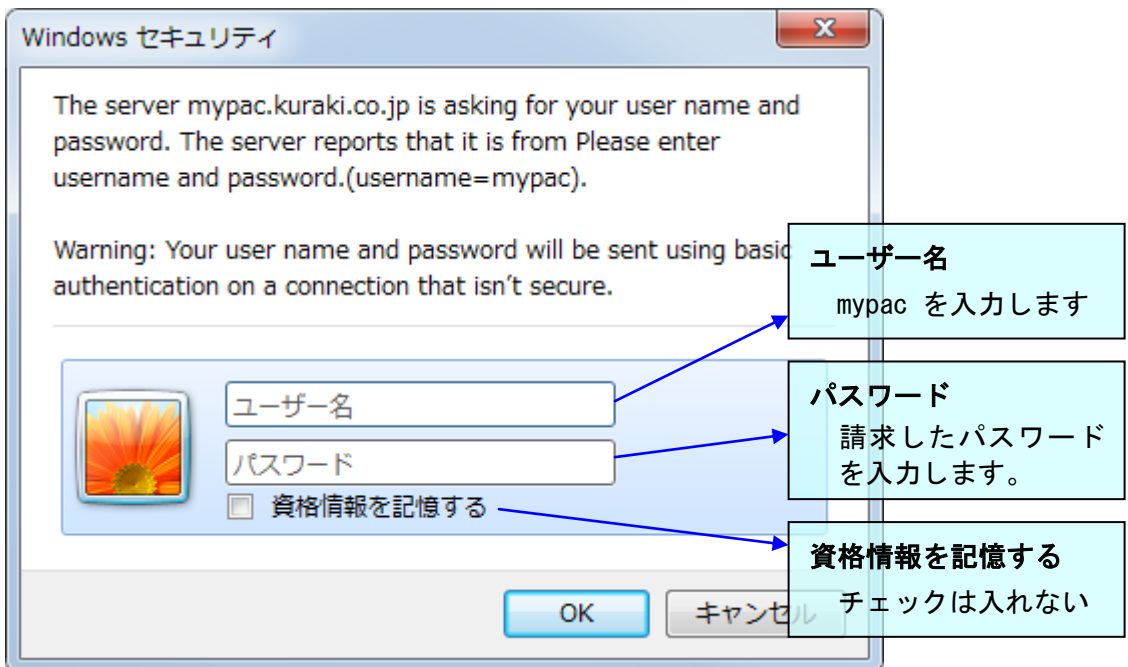 Windows セキュリティ
The server mypac.kuraki.co.jp is asking for your user name and
password. The server reports that it is from Please enter
username and password.(username=mypac).
Warning: Your user name and password will be sent using basic
authentication on a connection that isn't secure.
ユーザー名
パスワード
資格情報を記憶する
OK
キャンセル
ユーザー名
mypac を入力します
パスワード
請求したパスワード
を入力します。
資格情報を記憶する
チェックは入れない